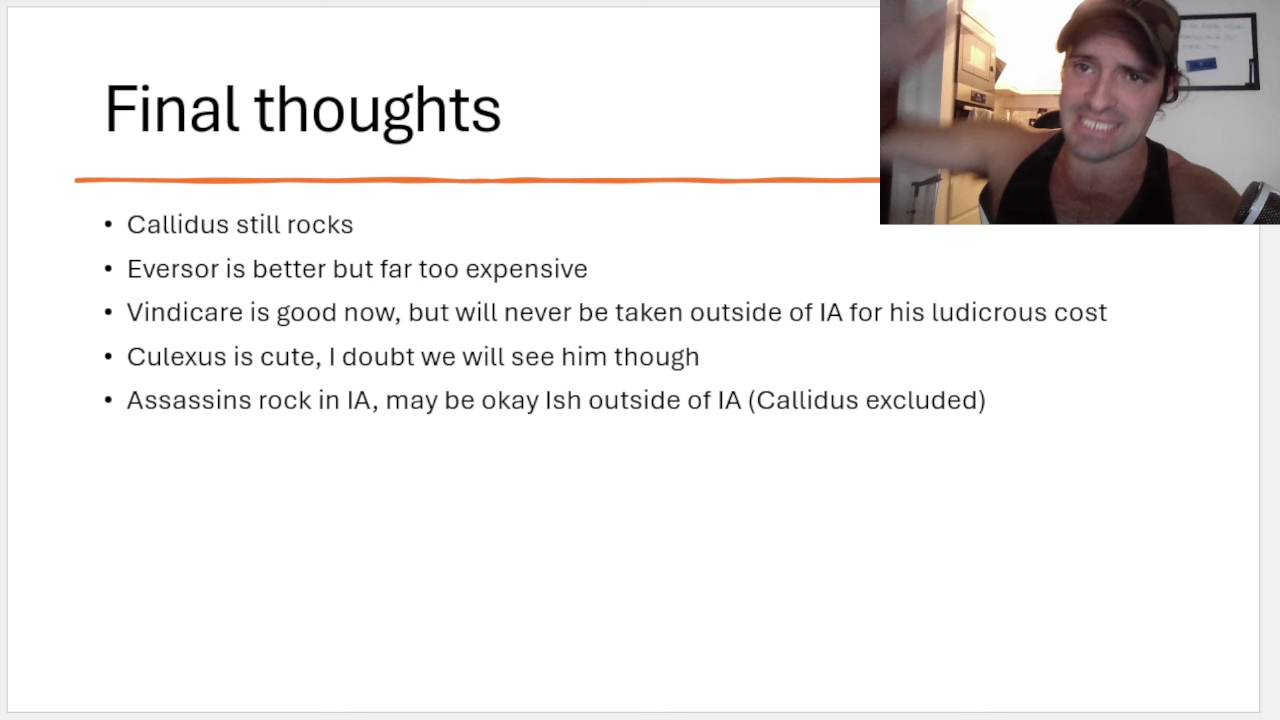 Final thoughts
• Callidus still rocks
• Eversor is better but far too expensive
• Vindicare is good now, but will never be taken outside of IA for his ludicrous cost
• Culexus is cute, I doubt we will see him though
• Assassins rock in IA, may be okay Ish outside of IA (Callidus excluded)